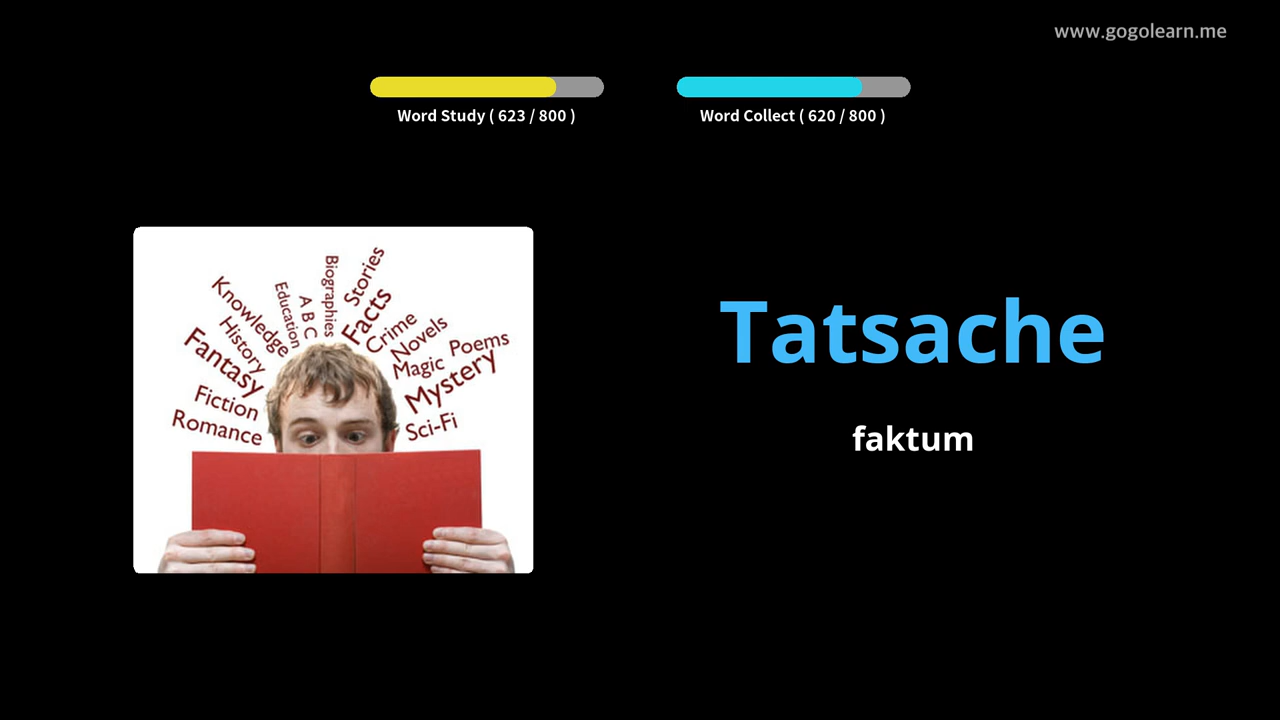 www.gogolearn.me
Word Study ( 623 / 800 )
Word Collect ( 620 / 800 )
Romance
Fiction
Fantasy
History
Knowledge
Education
A B C
Biographies
Stories
Facts
Crime
Novels
Magic
Poems
Mystery
Sci-Fi
Tatsache
faktum